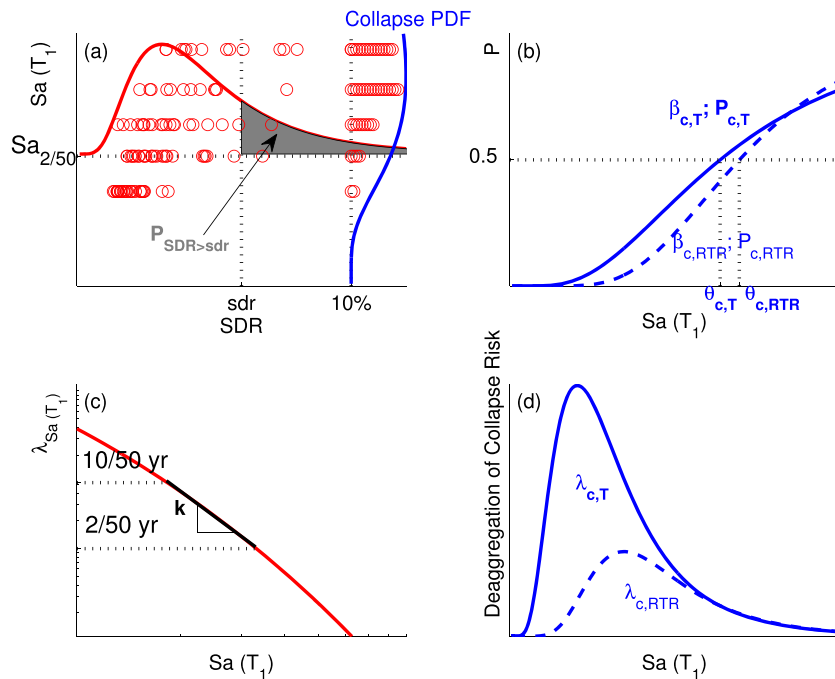 Collapse PDF
(a)
Sa (T1)
Sa2/50
PSDR>sdr
sdr
10%
SDR
(b)
P
0.5
βc,T; Pc,T
βc,RTR; Pc,RTR
θc,T θc,RTR
Sa (T1)
(c)
λSa(T1)
10/50 yr
k
2/50 yr
Sa (T1)
(d)
Deaggregation of Collapse Risk
λc,T
λc,RTR
Sa (T1)